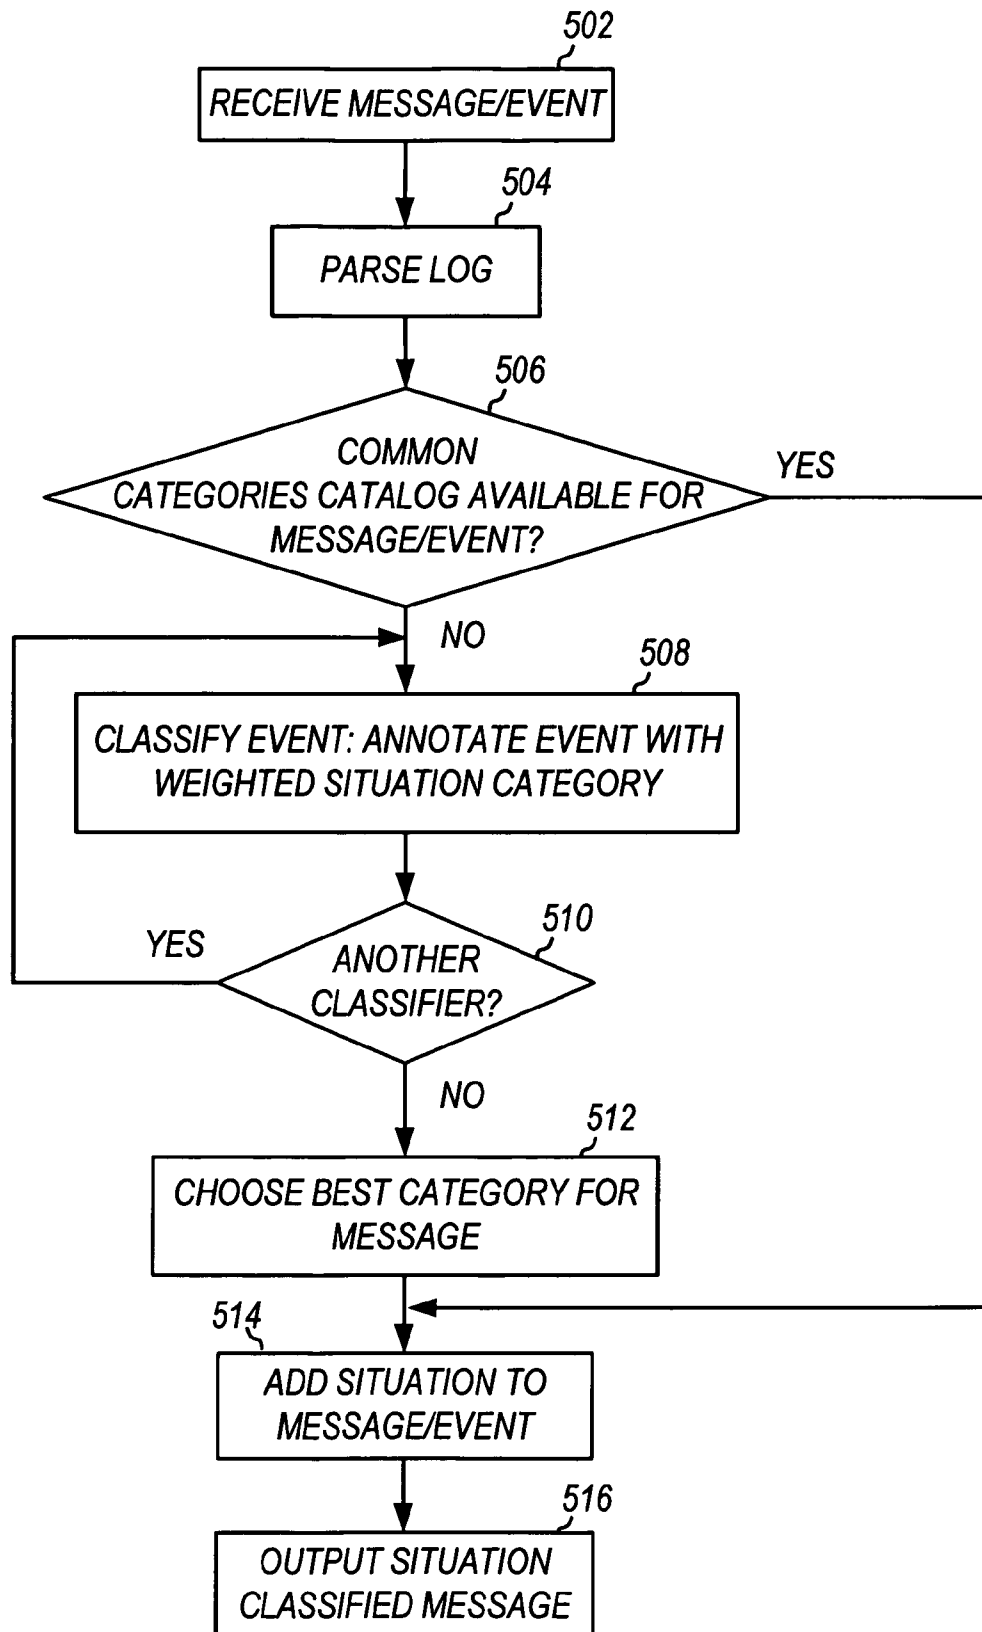 502
RECEIVE MESSAGE/EVENT
504
PARSE LOG
506
COMMON
CATEGORIES CATALOG AVAILABLE FOR
MESSAGE/EVENT?
YES
NO
508
CLASSIFY EVENT: ANNOTATE EVENT WITH
WEIGHTED SITUATION CATEGORY
510
YES
ANOTHER
CLASSIFIER?
NO
512
CHOOSE BEST CATEGORY FOR
MESSAGE
514
ADD SITUATION TO
MESSAGE/EVENT
516
OUTPUT SITUATION
CLASSIFIED MESSAGE